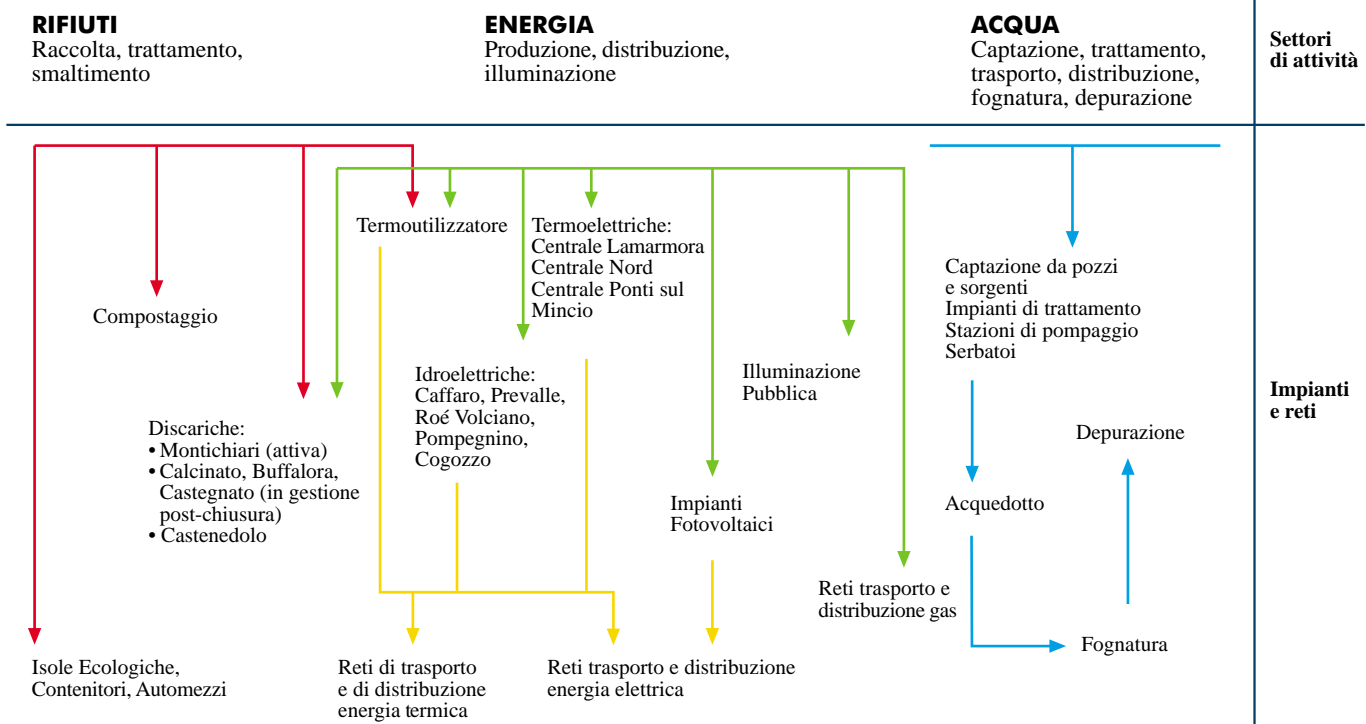 RIFIUTI
Raccolta, trattamento,
smaltimento
ENERGIA
Produzione, distribuzione,
illuminazione
ACQUA
Captazione, trattamento,
trasporto, distribuzione,
fognatura, depurazione
Settori
di attività
Termoutilizzatore
Termoelettriche:
Centrale Lamarmora
Centrale Nord
Centrale Ponti sul
Mincio
Captazione da pozzi
e sorgenti
Impianti di trattamento
Stazioni di pompaggio
Serbatoi
Compostaggio
Idroelettriche:
Caffaro, Prevalle,
Roé Volciano,
Pompegnino,
Cogozzo
Illuminazione
Pubblica
Impianti
e reti
Discariche:
• Montichiari (attiva)
• Calcinato, Buffalora,
Castegnato (in gestione
post-chiusura)
• Castenedolo
Depurazione
Impianti
Fotovoltaici
Acquedotto
Reti trasporto e
distribuzione gas
Fognatura
Isole Ecologiche,
Contenitori, Automezzi
Reti di trasporto
e di distribuzione
energia termica
Reti trasporto e distribuzione
energia elettrica